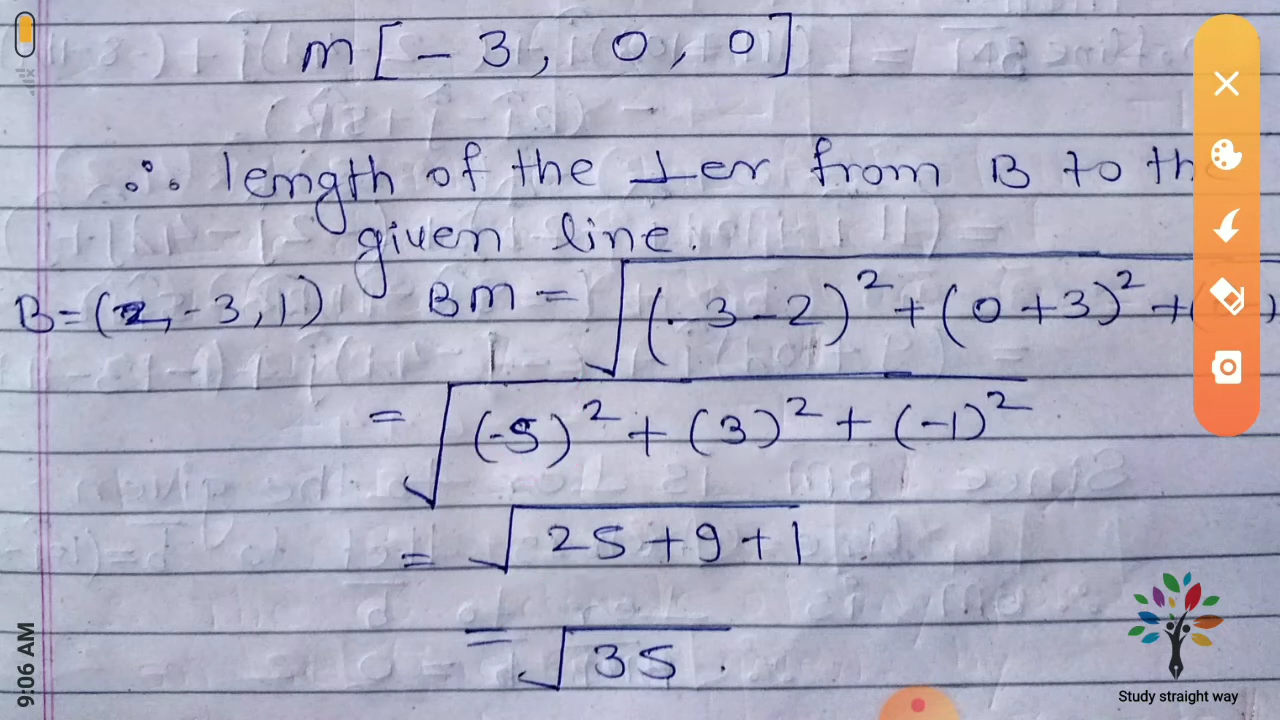 m [ - 3, 0, 0 ]
∴ length of the ⊥er from B to the
given line.
B = (2, - 3, 1) BM = √(- 3 - 2)² + (0 + 3)² + (
= √(-5)² + (3)² + (-1)²
= √25 + 9 + 1
= √35 .
9:06 AM
Study straight way